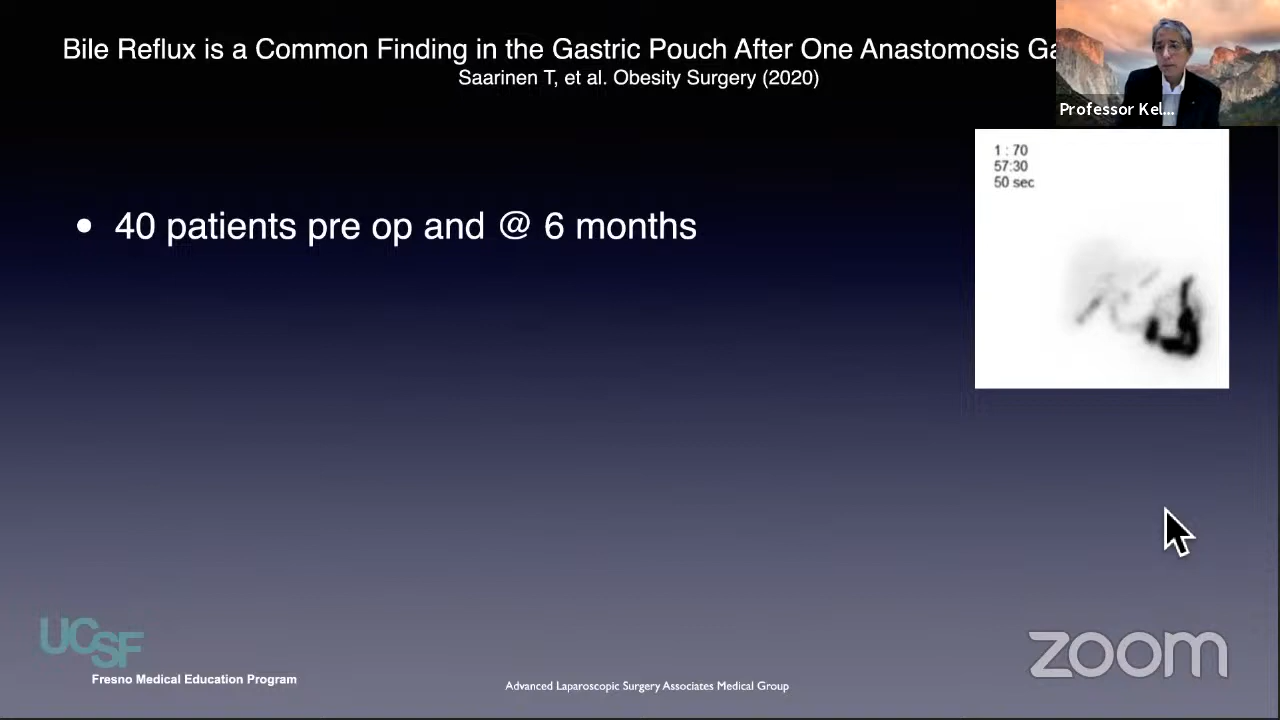 Bile Reflux is a Common Finding in the Gastric Pouch After One Anastomosis Ga
Saarinen T, et al. Obesity Surgery (2020)
Professor Kel...
1 : 70
57:30
50 sec
• 40 patients pre op and @ 6 months
UCSF
Fresno Medical Education Program
Advanced Laparoscopic Surgery Associates Medical Group
zoom